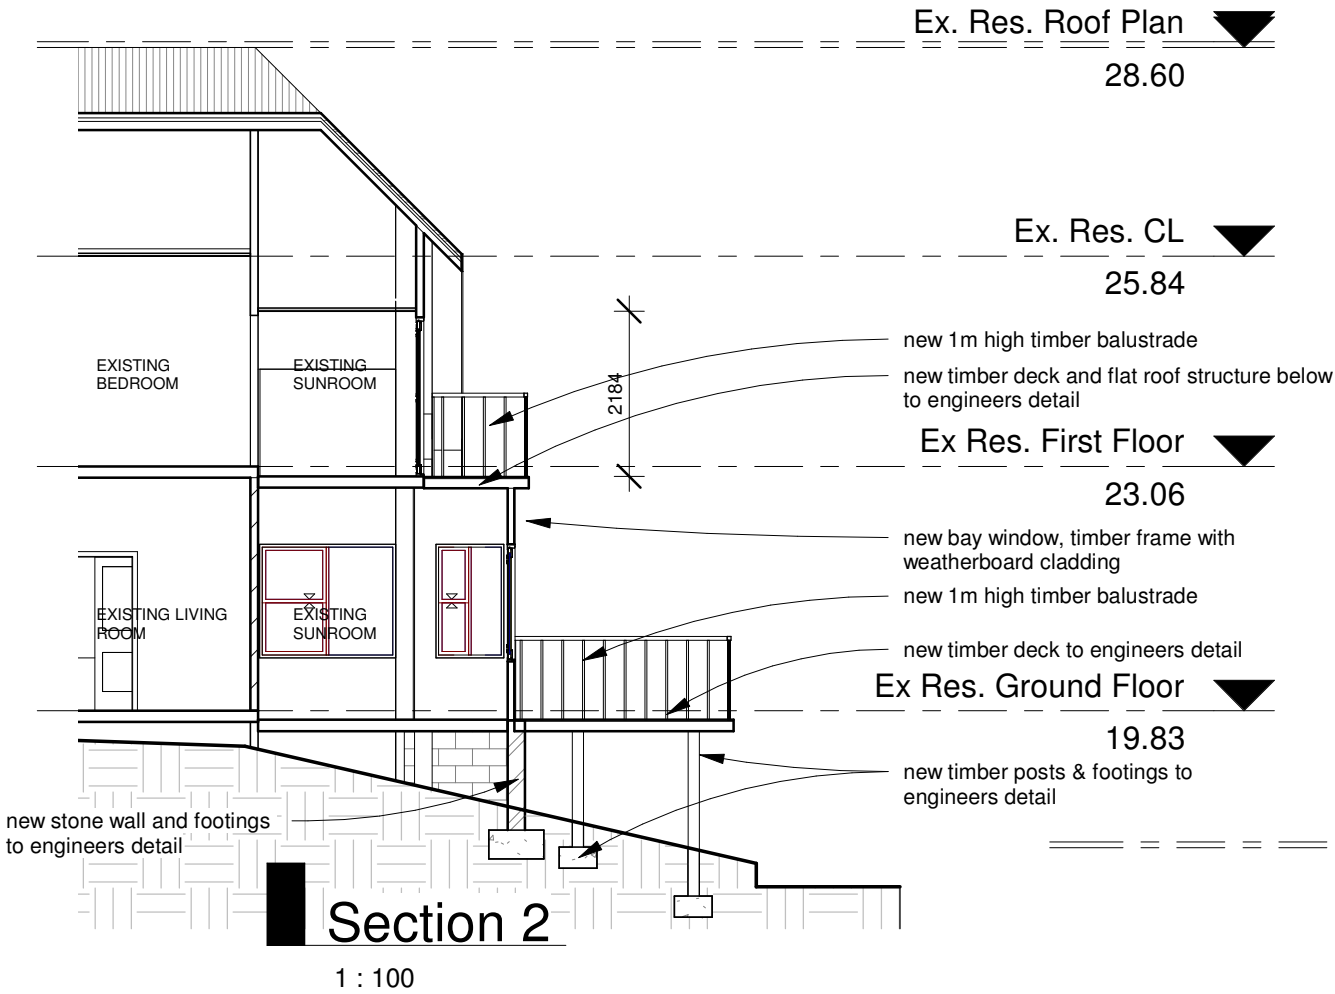 Ex. Res. Roof Plan
28.60
Ex. Res. CL
25.84
new 1m high timber balustrade
new timber deck and flat roof structure below
to engineers detail
EXISTING
BEDROOM
EXISTING
SUNROOM
2184
Ex Res. First Floor
23.06
new bay window, timber frame with
weatherboard cladding
new 1m high timber balustrade
EXISTING LIVING
ROOM
EXISTING
SUNROOM
new timber deck to engineers detail
Ex Res. Ground Floor
19.83
new timber posts & footings to
engineers detail
new stone wall and footings
to engineers detail
Section 2
1 : 100